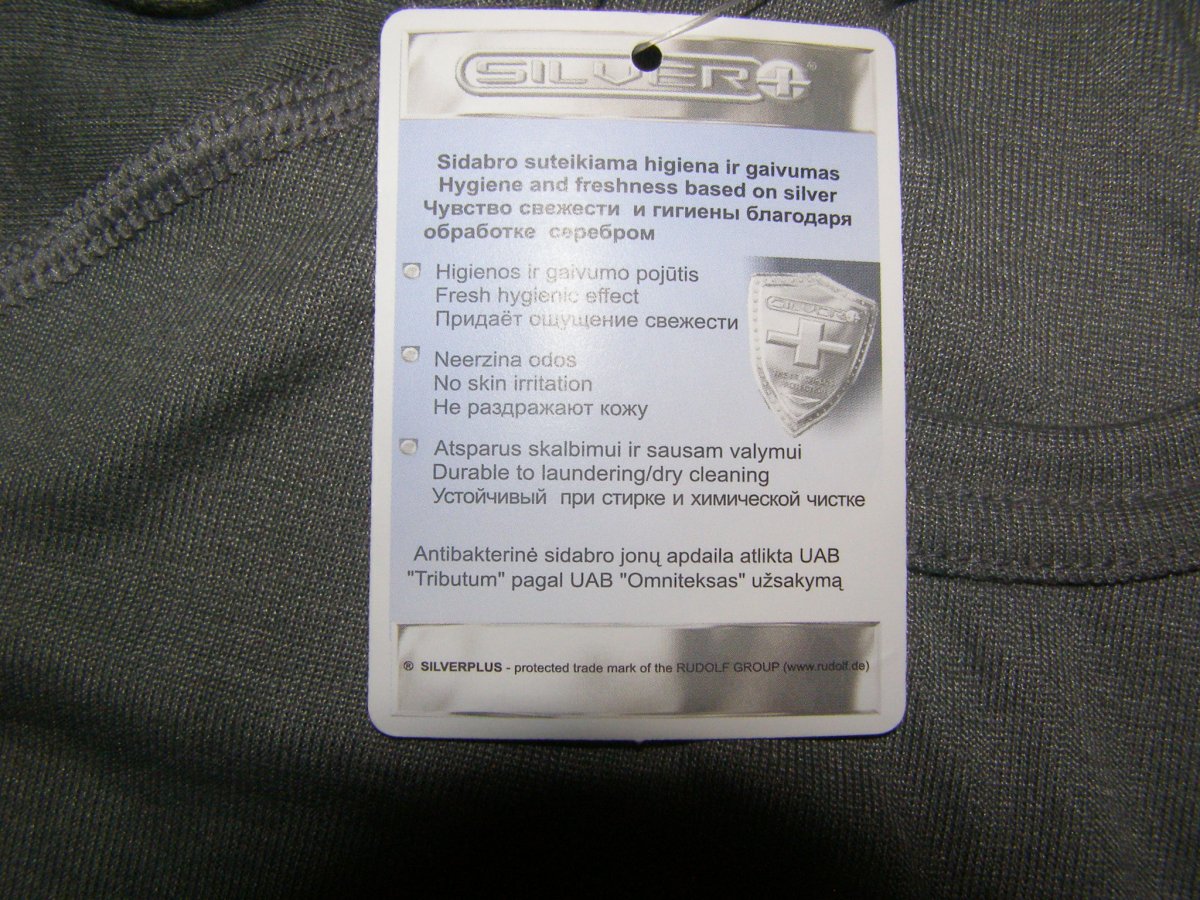 SILVER+®
Sidabro suteikiama higiena ir gaivumas
Hygiene and freshness based on silver
Чувство свежести и гигиены благодаря
обработке серебром
Higienos ir gaivumo pojūtis
Fresh hygienic effect
Придаёт ощущение свежести
Neerzina odos
No skin irritation
Не раздражают кожу
Atsparus skalbimui ir sausam valymui
Durable to laundering/dry cleaning
Устойчивый при стирке и химической чистке
Antibakterinė sidabro jonų apdaila atlikta UAB
"Tributum" pagal UAB "Omniteksas" užsakymą
® SILVERPLUS - protected trade mark of the RUDOLF GROUP (www.rudolf.de)